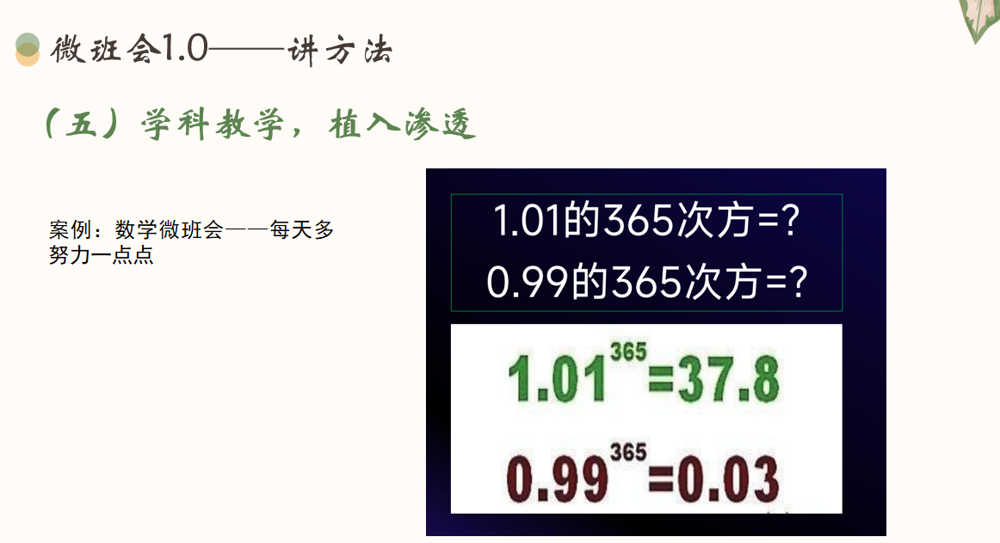 微班会1.0——讲方法
（五）学科教学，植入渗透
案例：数学微班会——每天多
努力一点点
1.01的365次方=?
0.99的365次方=?
1.01³⁶⁵=37.8
0.99³⁶⁵=0.03